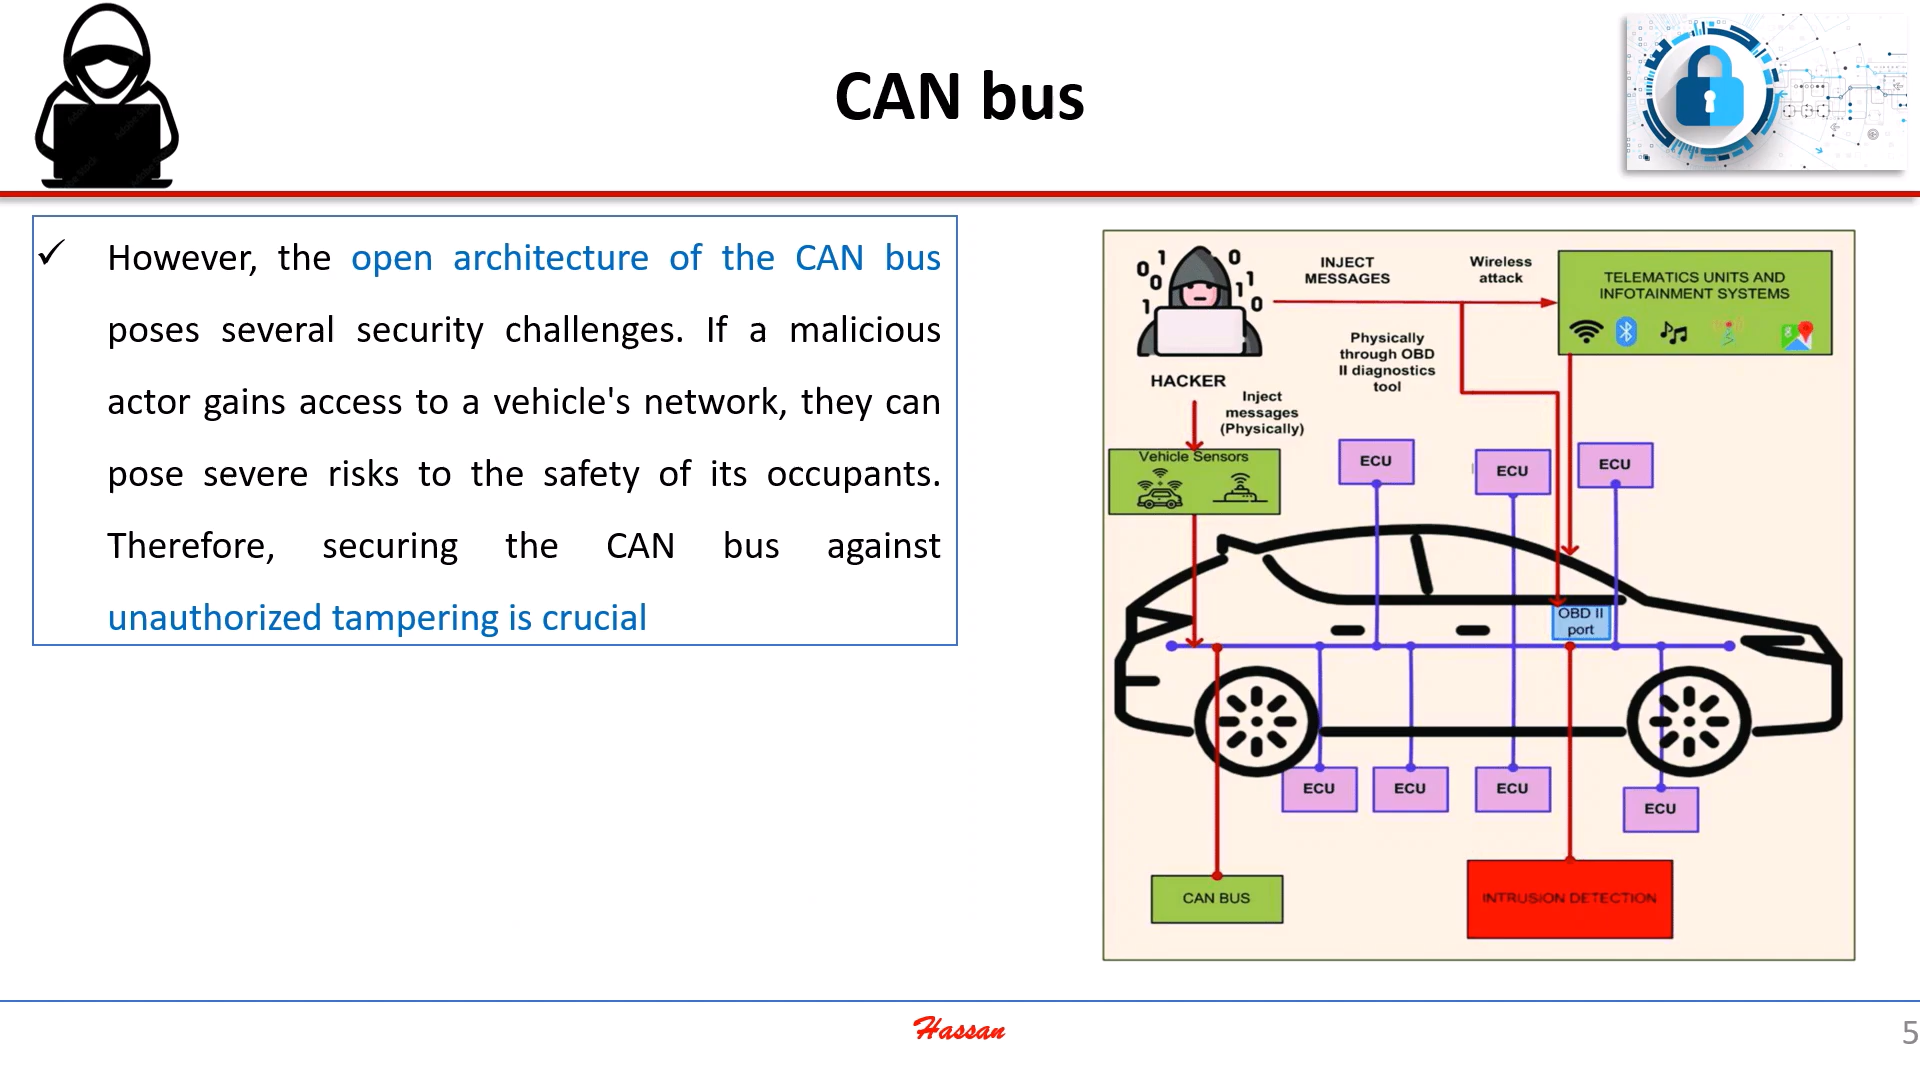 CAN bus
✓ However, the open architecture of the CAN bus
poses several security challenges. If a malicious
actor gains access to a vehicle's network, they can
pose severe risks to the safety of its occupants.
Therefore, securing the CAN bus against
unauthorized tampering is crucial
INJECT
MESSAGES
Wireless
attack
TELEMATICS UNITS AND
INFOTAINMENT SYSTEMS
Physically
through OBD
II diagnostics
tool
HACKER
Inject
messages
(Physically)
Vehicle Sensors
ECU
ECU
ECU
OBD II
port
ECU
ECU
ECU
ECU
CAN BUS
INTRUSION DETECTION
Hassan
5